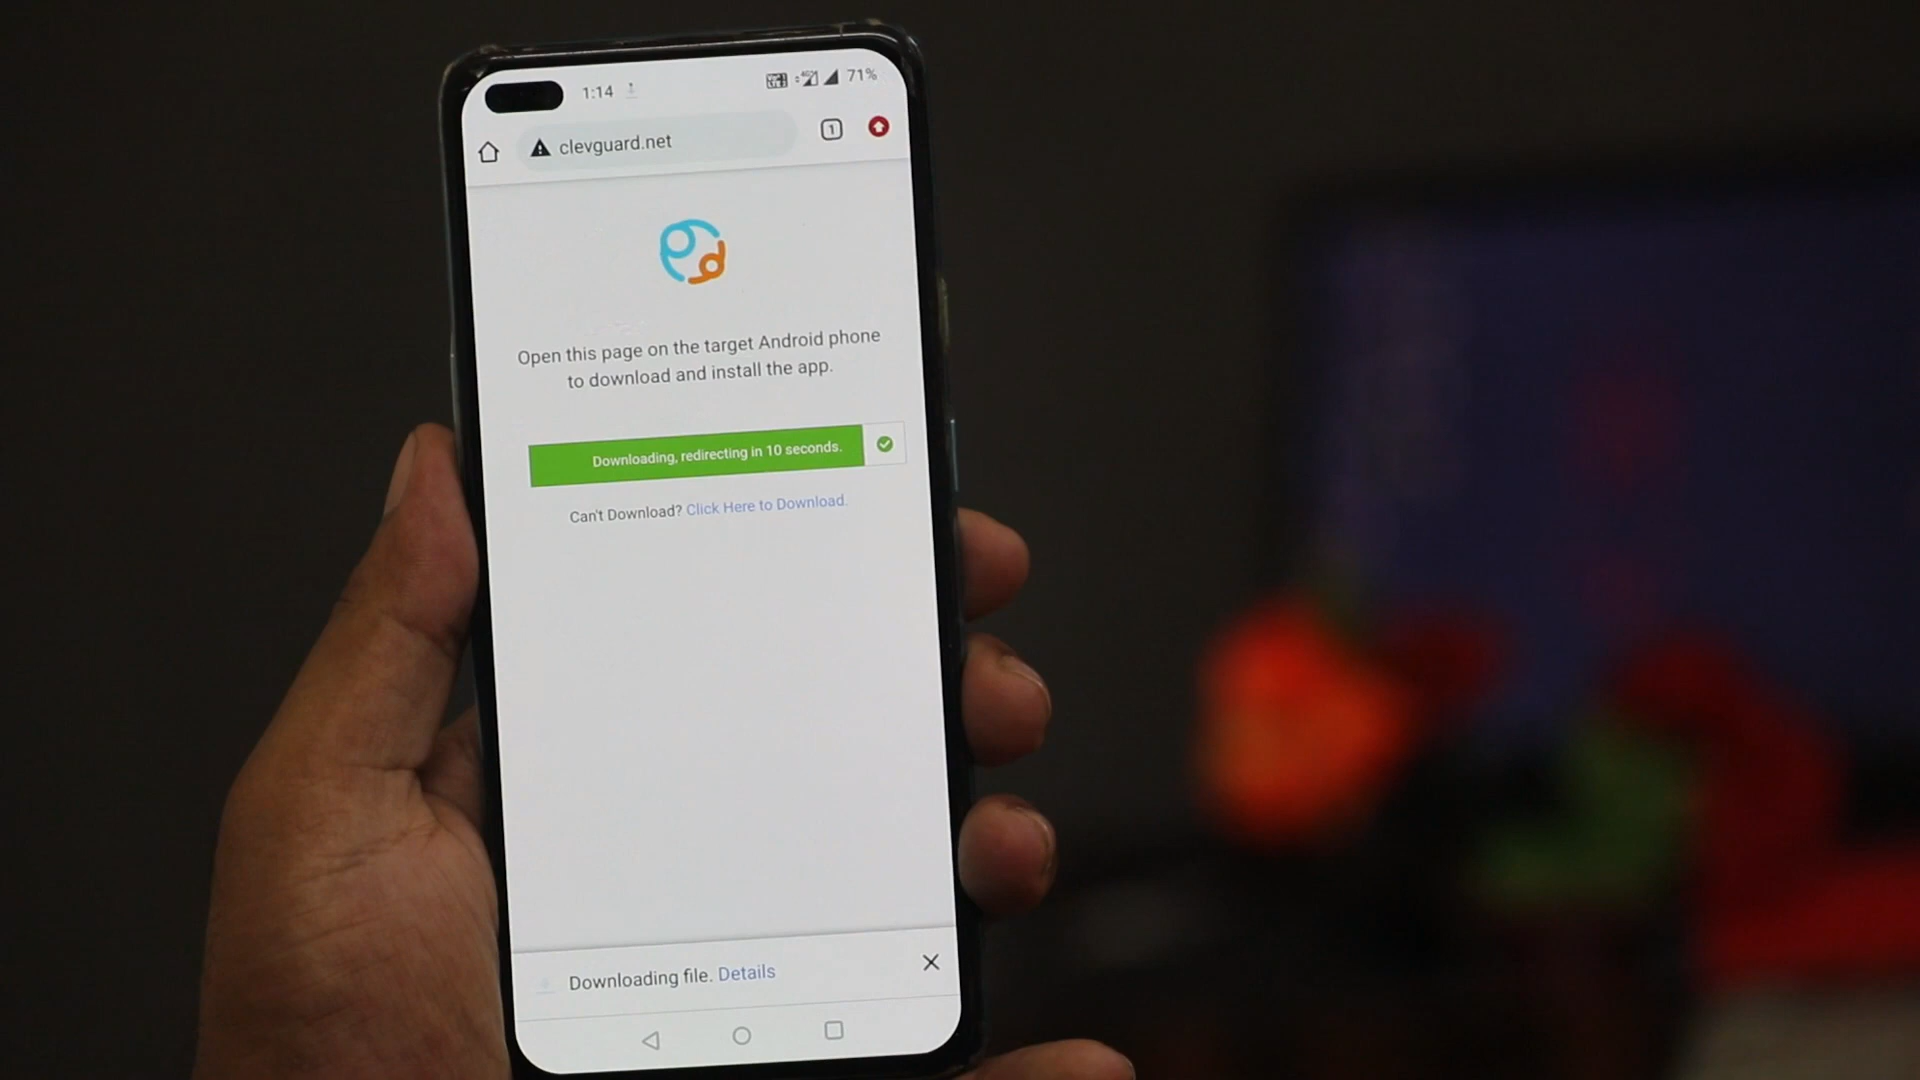 1:14
71%
clevguard.net
1
Open this page on the target Android phone
to download and install the app.
Downloading, redirecting in 10 seconds.
Can't Download? Click Here to Download.
Downloading file. Details